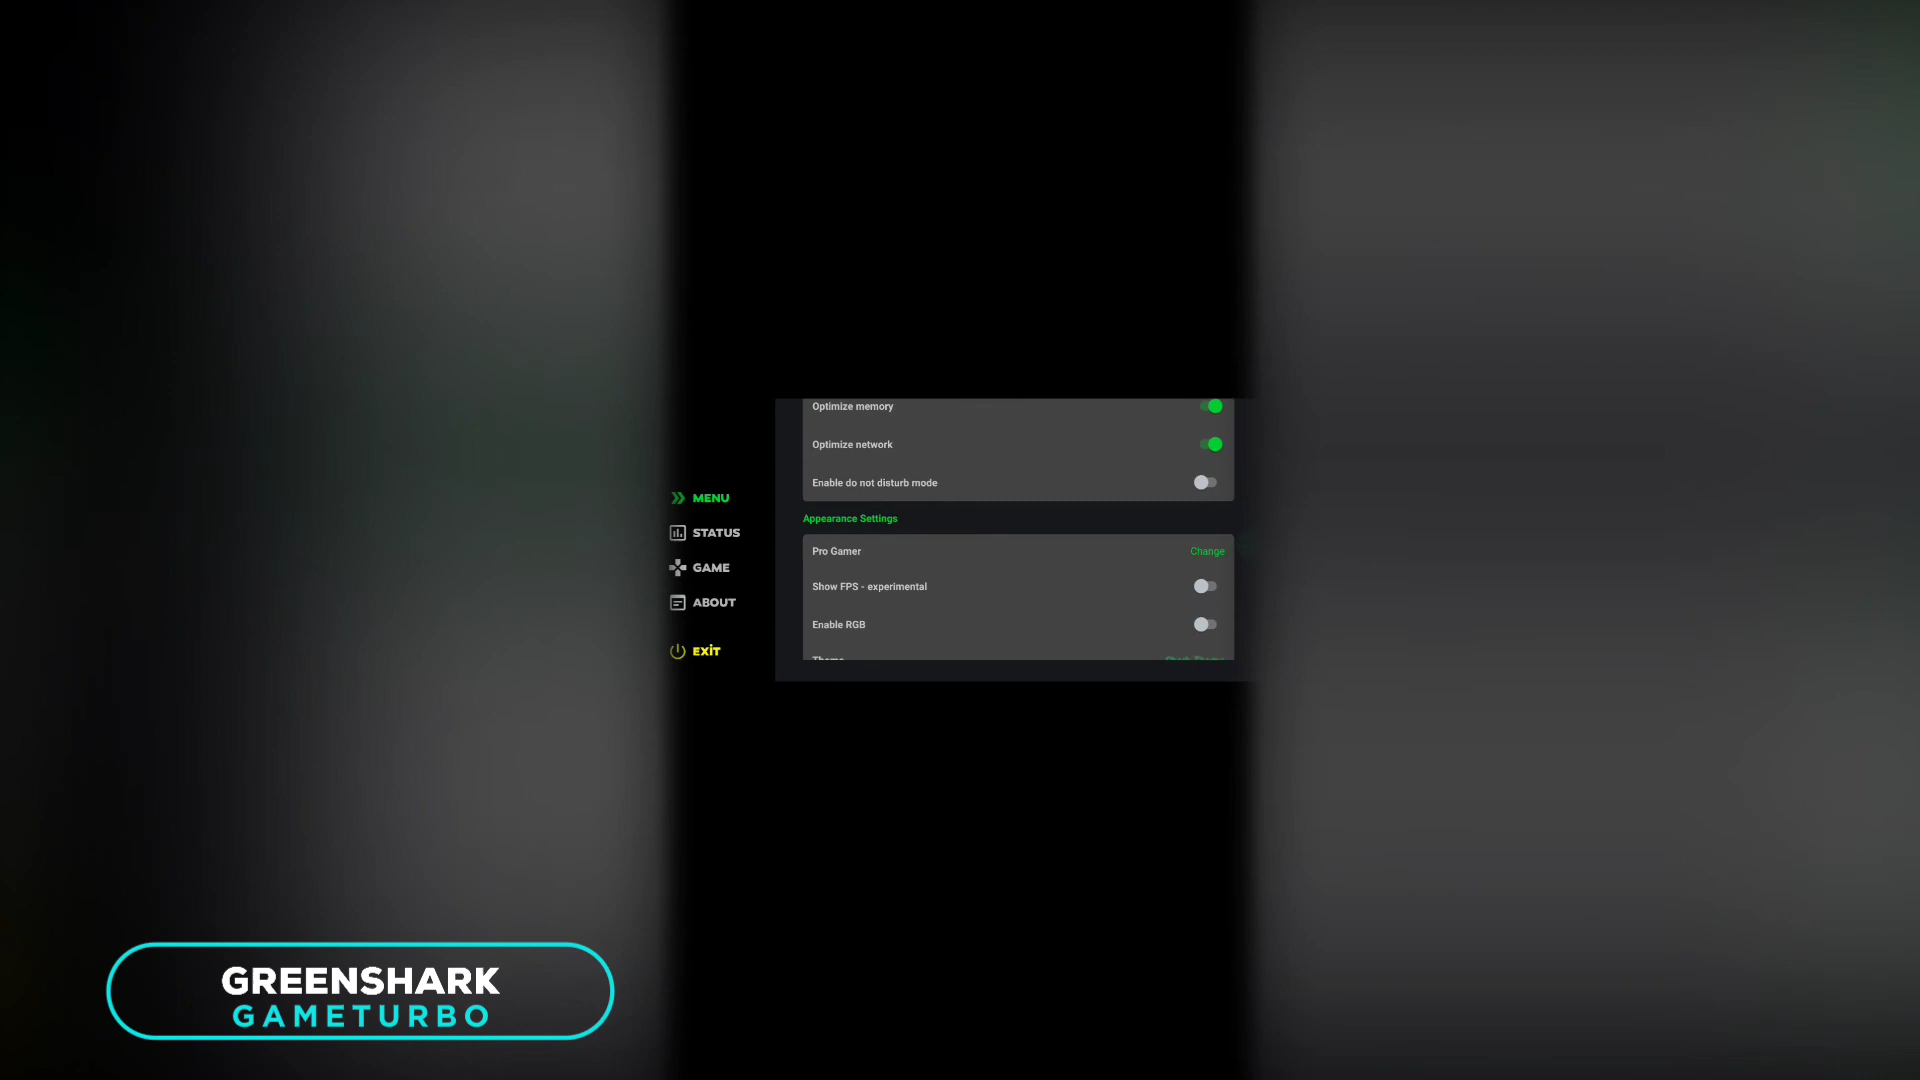 Optimize memory
Optimize network
Enable do not disturb mode
MENU
Appearance Settings
STATUS
Pro Gamer Change
GAME
Show FPS - experimental
ABOUT
Enable RGB
EXİT
GREENSHARK
GAMETURBO